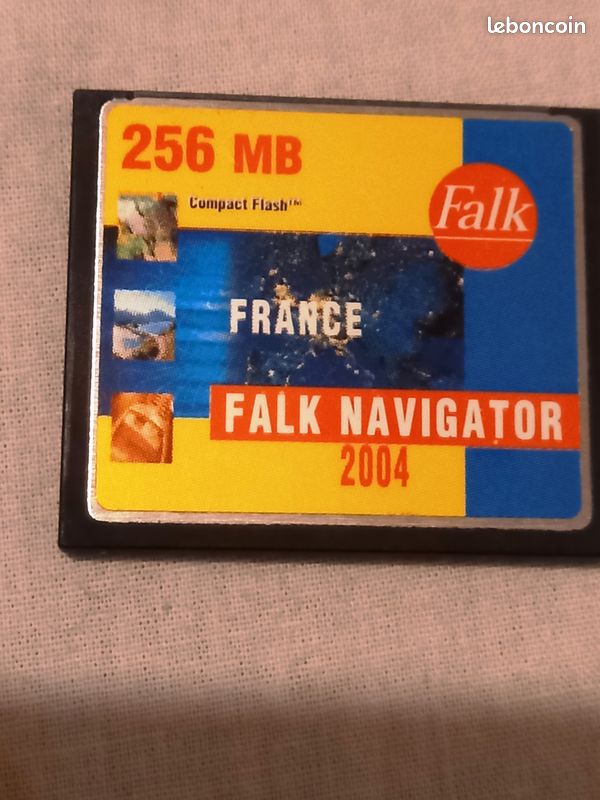 leboncoin
256 MB
Compact Flash™
Falk
FRANCE
FALK NAVIGATOR
2004